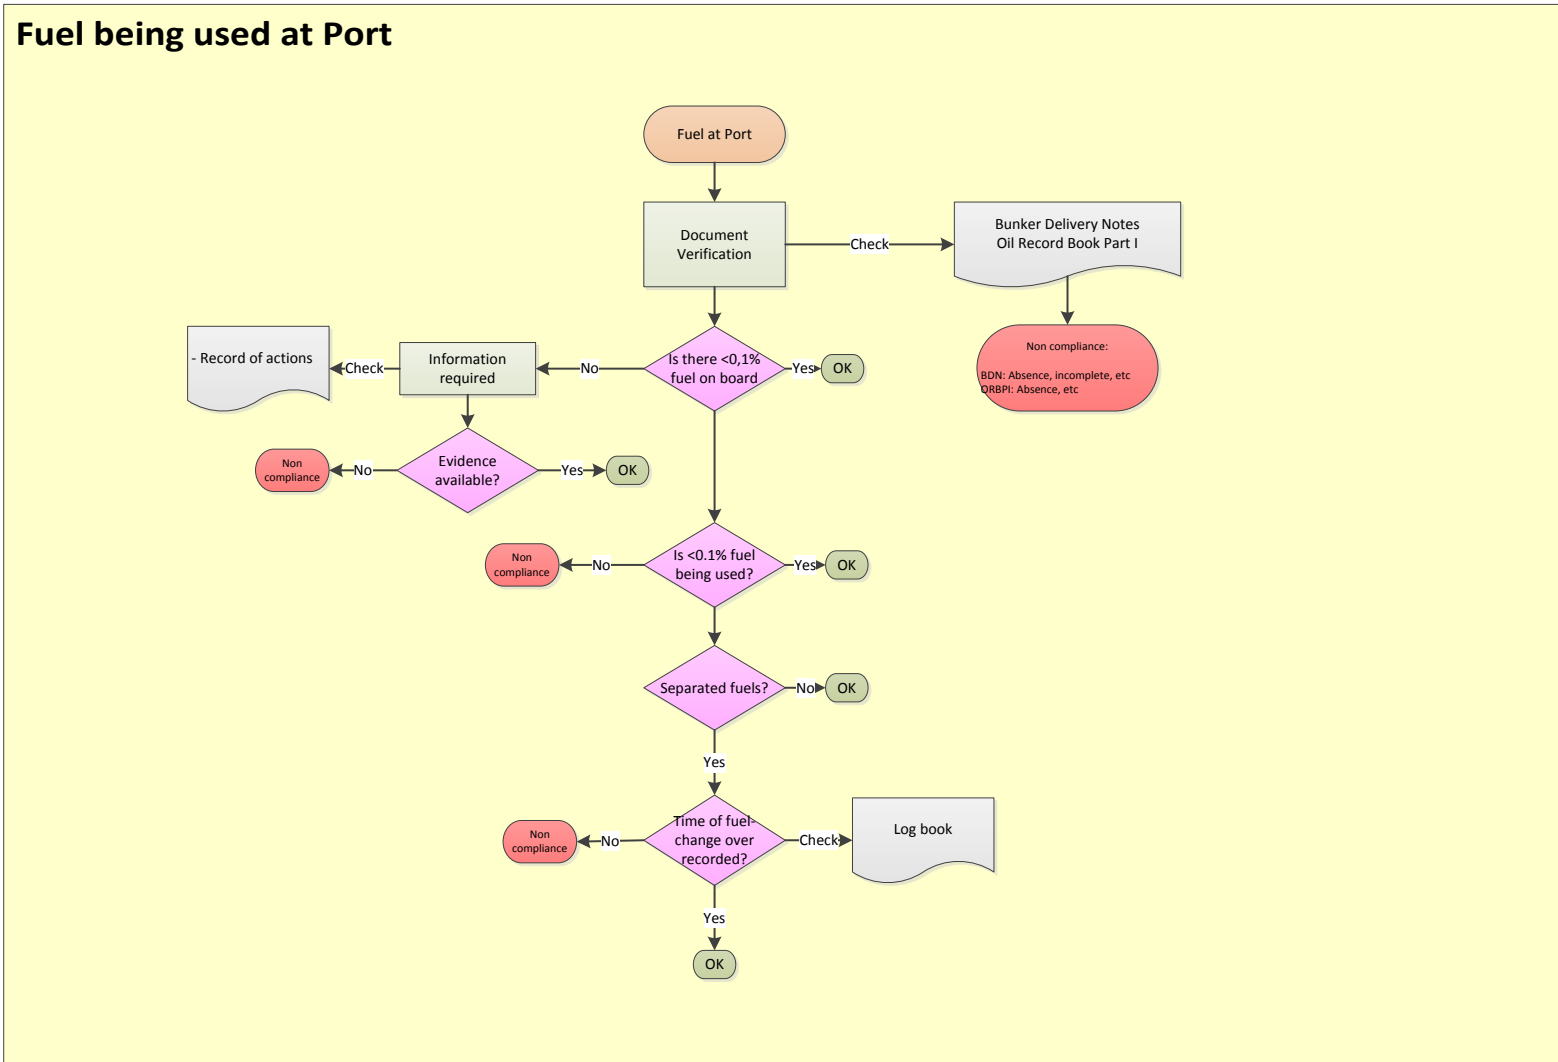 Fuel being used at Port
Fuel at Port
Document
Verification
Check
Bunker Delivery Notes
Oil Record Book Part I
Non compliance:
BDN: Absence, incomplete, etc
ORBPI: Absence, etc
Is there <0,1%
fuel on board
Yes
OK
No
Information
required
Check
- Record of actions
Evidence
available?
No
Non
compliance
Yes
OK
Is <0.1% fuel
being used?
No
Non
compliance
Yes
OK
Separated fuels?
No
OK
Yes
Time of fuel-
change over
recorded?
No
Non
compliance
Check
Log book
Yes
OK